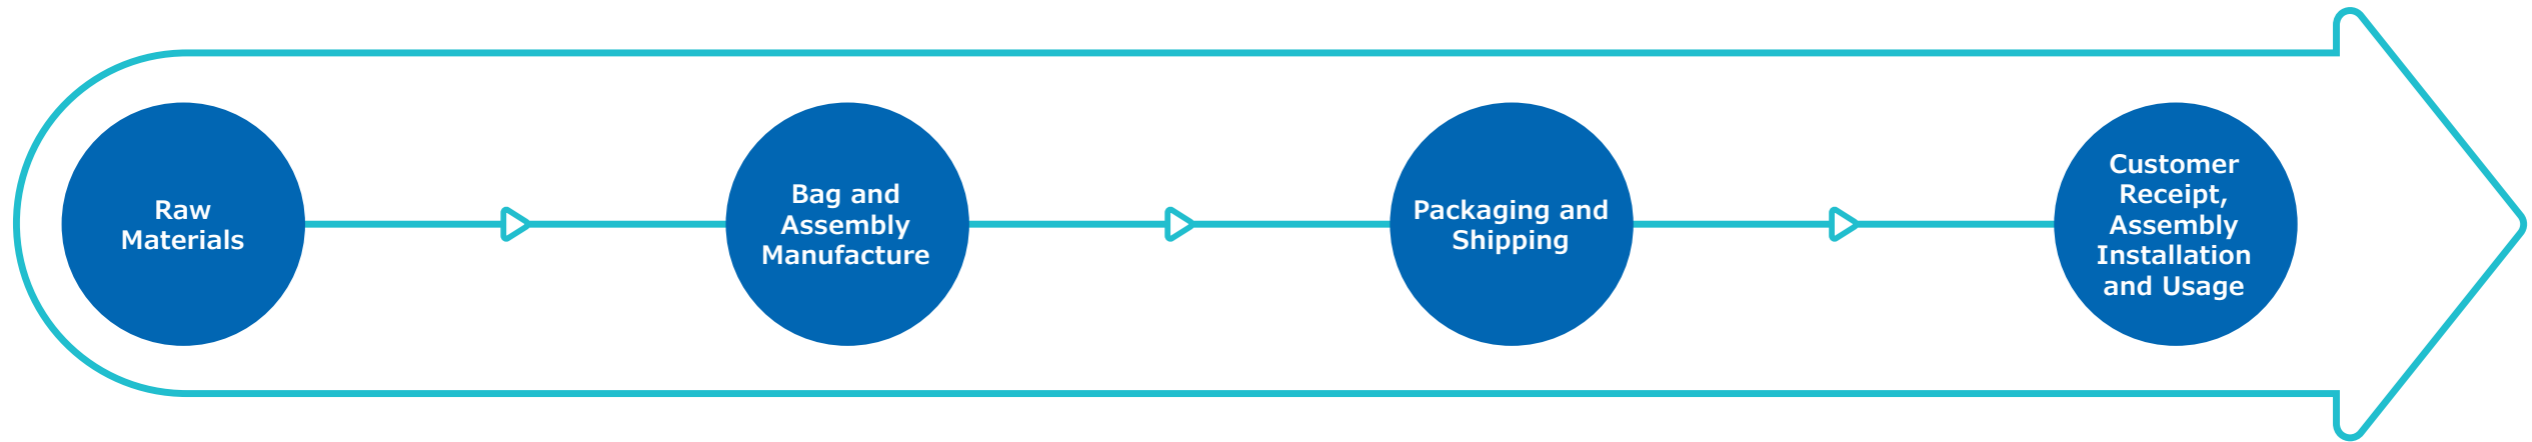 Raw
Materials
Bag and
Assembly
Manufacture
Packaging and
Shipping
Customer
Receipt,
Assembly
Installation
and Usage